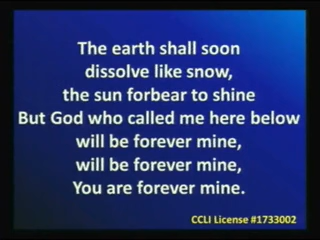 The earth shall soon
dissolve like snow,
the sun forbear to shine
But God who called me here below
will be forever mine,
will be forever mine,
You are forever mine.
CCLI License #1733002